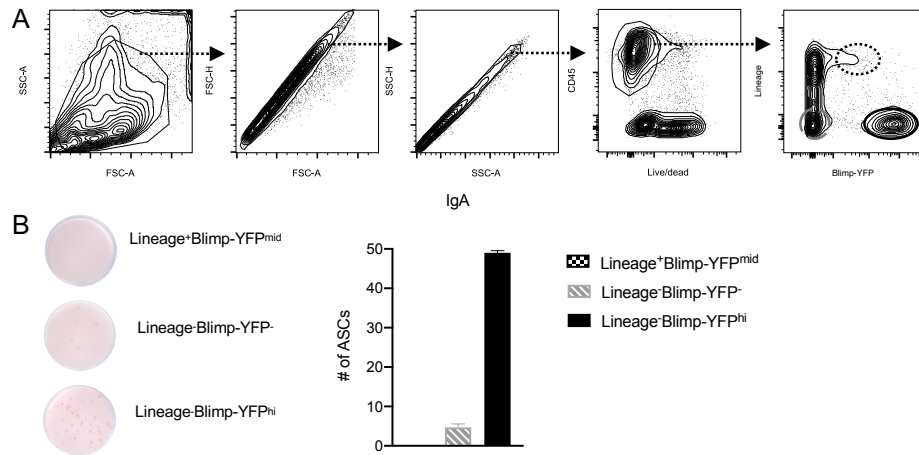 A
SSC-A
FSC-A
FSC-H
FSC-A
SSC-H
SSC-A
CD45
Live/dead
Lineage
Blimp-YFP
IgA
B
Lineage⁺Blimp-YFPᵐⁱᵈ
Lineage⁻Blimp-YFP⁻
Lineage⁻Blimp-YFPʰⁱ
# of ASCs
50
40
30
20
10
0
Lineage⁺Blimp-YFPᵐⁱᵈ
Lineage⁻Blimp-YFP⁻
Lineage⁻Blimp-YFPʰⁱ